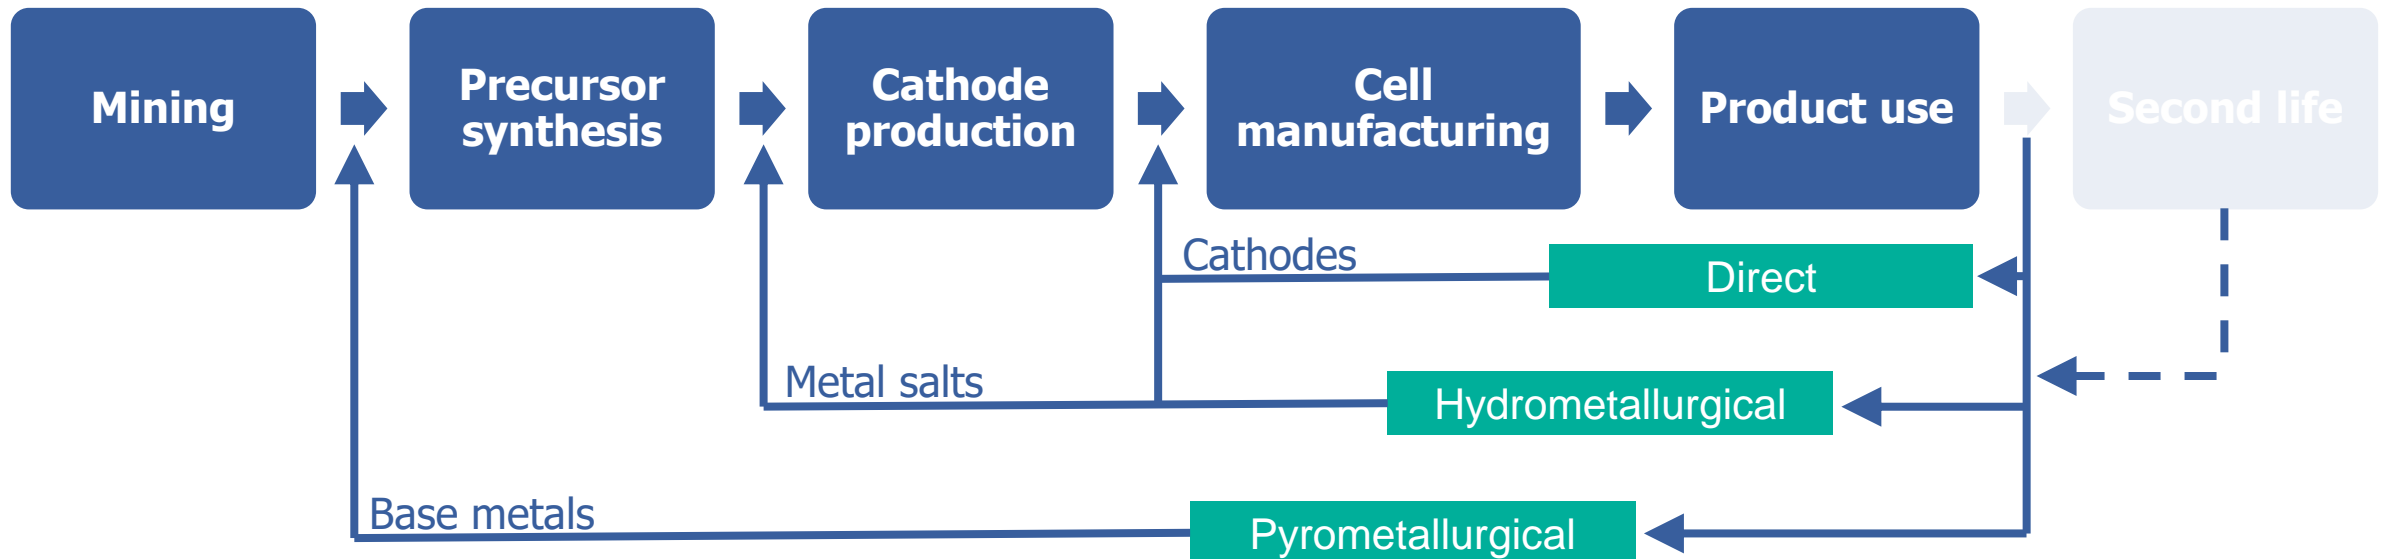 Mining
Precursor
synthesis
Cathode
production
Cell
manufacturing
Product use
Second life
Cathodes
Direct
Metal salts
Hydrometallurgical
Base metals
Pyrometallurgical